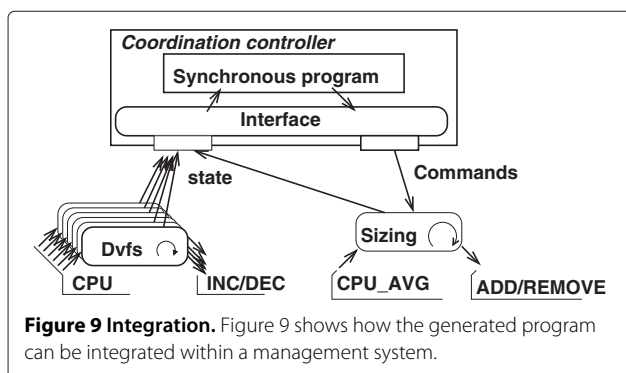 Coordination controller
Synchronous program
Interface
state
Commands
Dvfs
Sizing
CPU
INC/DEC
CPU_AVG
ADD/REMOVE
Figure 9 Integration. Figure 9 shows how the generated program
can be integrated within a management system.